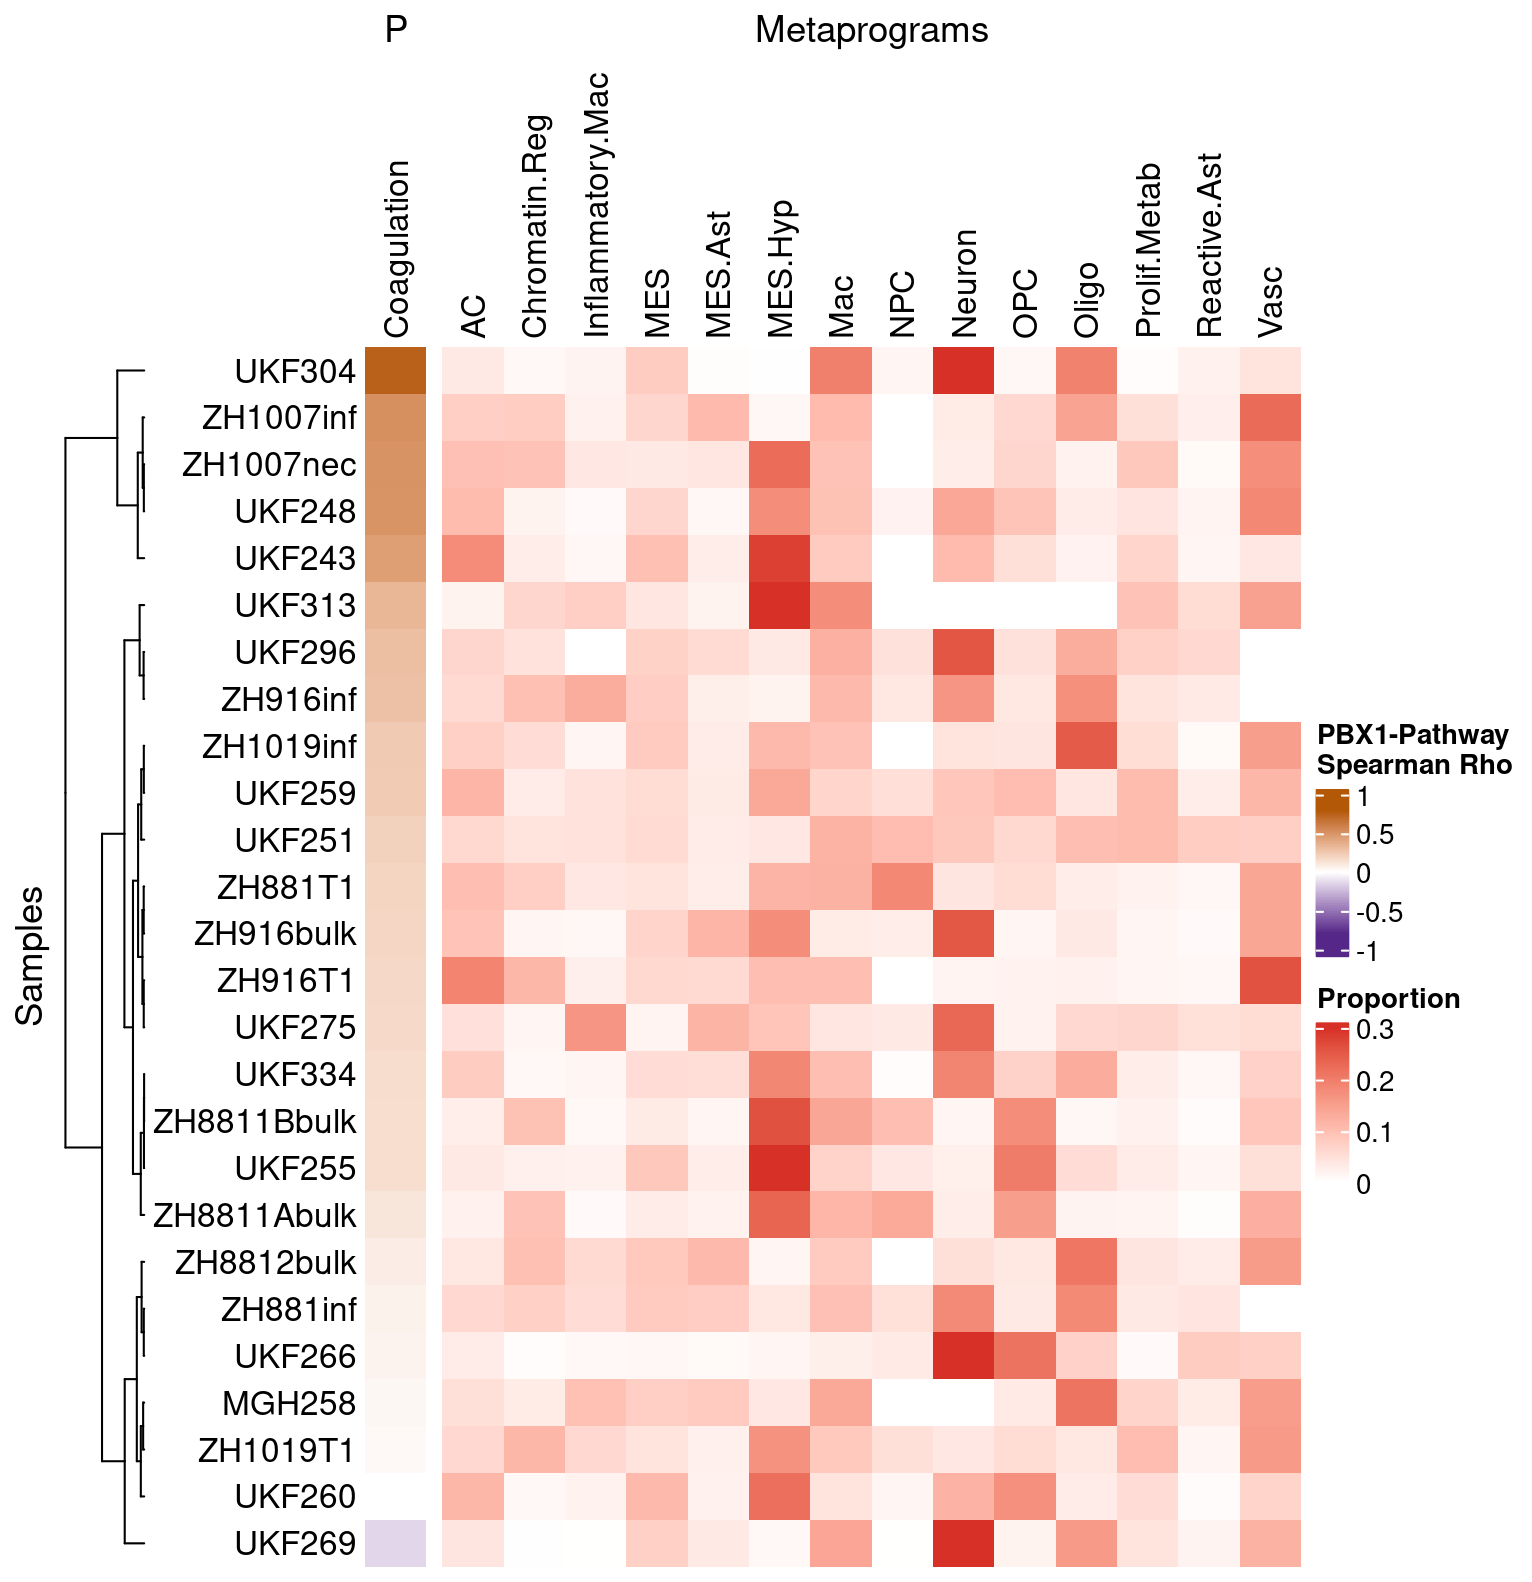 P
Metaprograms
Coagulation
AC
Chromatin.Reg
Inflammatory.Mac
MES
MES.Ast
MES.Hyp
Mac
NPC
Neuron
OPC
Oligo
Prolif.Metab
Reactive.Ast
Vasc
Samples
UKF304
ZH1007inf
ZH1007nec
UKF248
UKF243
UKF313
UKF296
ZH916inf
ZH1019inf
UKF259
UKF251
ZH881T1
ZH916bulk
ZH916T1
UKF275
UKF334
ZH8811Bbulk
UKF255
ZH8811Abulk
ZH8812bulk
ZH881inf
UKF266
MGH258
ZH1019T1
UKF260
UKF269
PBX1-Pathway
Spearman Rho
1
0.5
0
-0.5
-1
Proportion
0.3
0.2
0.1
0